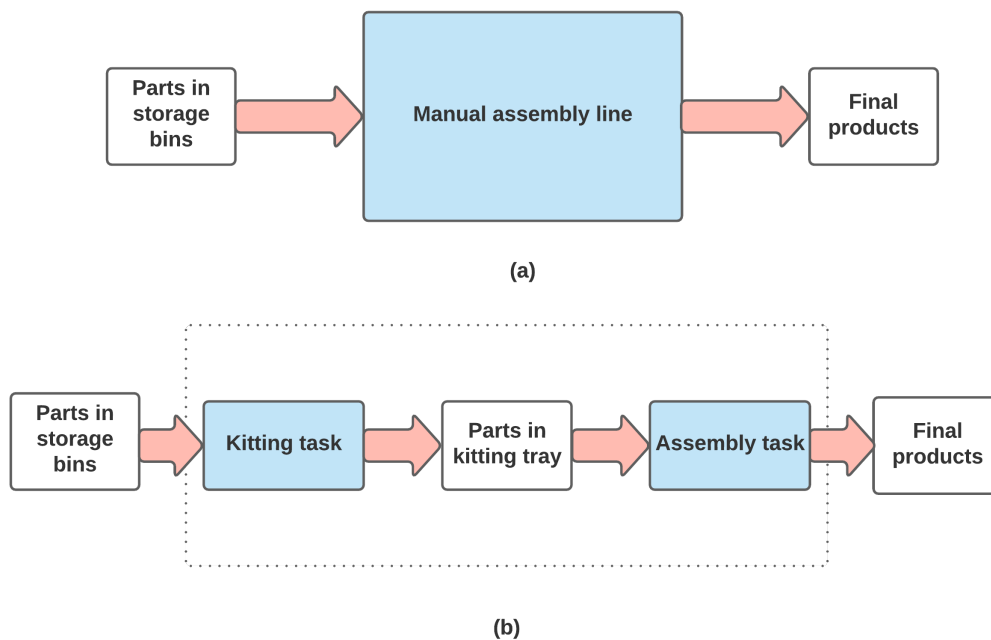 Parts in
storage
bins
Manual assembly line
Final
products
(a)
Parts in
storage
bins
Kitting task
Parts in
kitting tray
Assembly task
Final
products
(b)